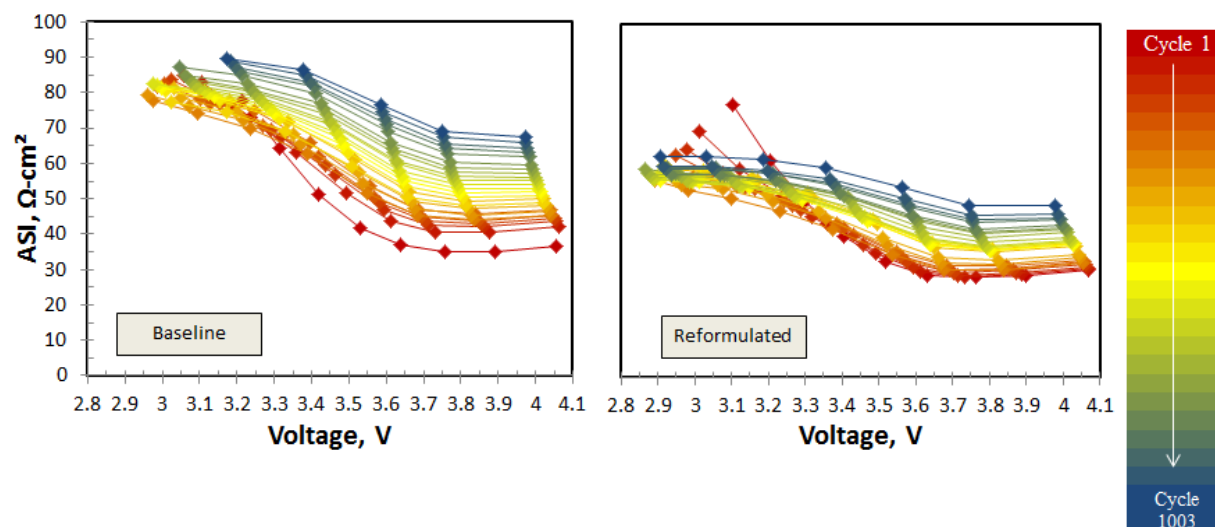 100
90
80
70
60
50
40
30
20
10
0
ASI, Ω-cm²
Baseline
2.8 2.9 3 3.1 3.2 3.3 3.4 3.5 3.6 3.7 3.8 3.9 4 4.1
Voltage, V
Reformulated
2.8 2.9 3 3.1 3.2 3.3 3.4 3.5 3.6 3.7 3.8 3.9 4 4.1
Voltage, V
Cycle 1
Cycle
1003